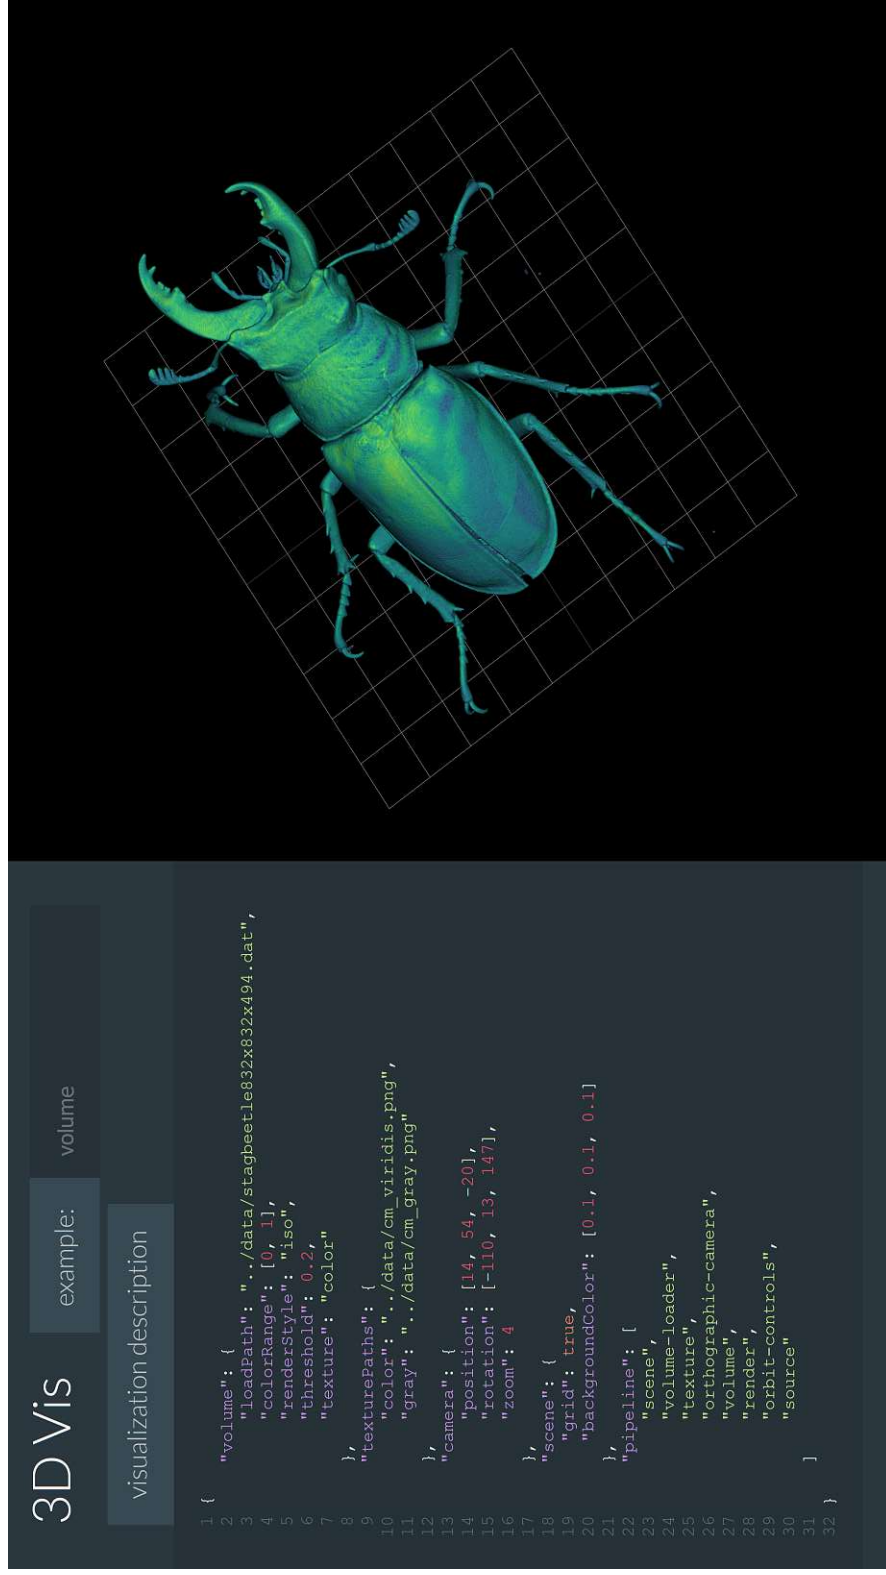 3D Vis
example: volume
visualization description
1 {
2 "volume": {
3 "loadPath": "../data/stagbeetle832x832x494.dat",
4 "colorRange": [0, 1],
5 "renderStyle": "iso",
6 "threshold": 0.2,
7 "texture": "color"
8 },
9 "texturePaths": {
10 "color": "../data/cm_viridis.png",
11 "gray": "../data/cm_gray.png"
12 },
13 "camera": {
14 "position": [14, 54, -20],
15 "rotation": [-110, 13, 147],
16 "zoom": 4
17 },
18 "scene": {
19 "grid": true,
20 "backgroundColor": [0.1, 0.1, 0.1]
21 },
22 "pipeline": [
23 "scene",
24 "volume-loader",
25 "texture",
26 "orthographic-camera",
27 "volume",
28 "render",
29 "orbit-controls",
30 "source"
31 ]
32 }